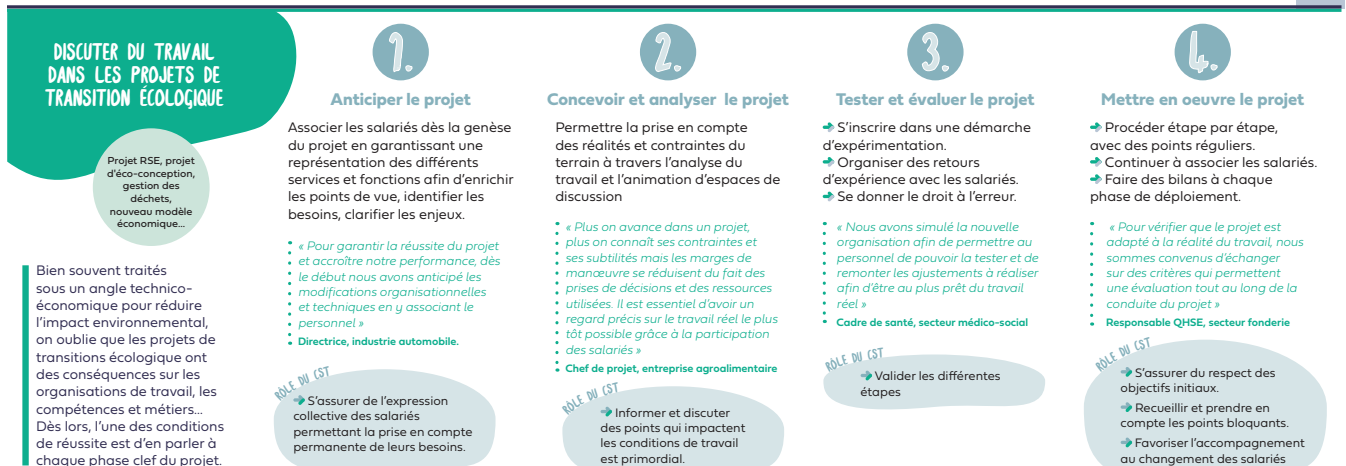 DISCUTER DU TRAVAIL
DANS LES PROJETS DE
TRANSITION ÉCOLOGIQUE
Projet RSE, projet
d'éco-conception,
gestion des
déchets,
nouveau modèle
économique...
Bien souvent traités
sous un angle technico-
économique pour réduire
l'impact environnemental,
on oublie que les projets de
transitions écologique ont
des conséquences sur les
organisations de travail, les
compétences et métiers...
Dès lors, l'une des conditions
de réussite est d'en parler à
chaque phase clef du projet.
1.
Anticiper le projet
Associer les salariés dès la genèse
du projet en garantissant une
représentation des différents
services et fonctions afin d'enrichir
les points de vue, identifier les
besoins, clarifier les enjeux.
« Pour garantir la réussite du projet
et accroître notre performance, dès
le début nous avons anticipé les
modifications organisationnelles
et techniques en y associant le
personnel »
Directrice, industrie automobile.
RÔLE DU CST
➔ S'assurer de l'expression
collective des salariés
permettant la prise en compte
permanente de leurs besoins.
2.
Concevoir et analyser le projet
Permettre la prise en compte
des réalités et contraintes du
terrain à travers l'analyse du
travail et l'animation d'espaces de
discussion
« Plus on avance dans un projet,
plus on connaît ses contraintes et
ses subtilités mais les marges de
manœuvre se réduisent du fait des
prises de décisions et des ressources
utilisées. Il est essentiel d'avoir un
regard précis sur le travail réel le plus
tôt possible grâce à la participation
des salariés »
Chef de projet, entreprise agroalimentaire
RÔLE DU CST
➔ Informer et discuter
des points qui impactent
les conditions de travail
est primordial.
3.
Tester et évaluer le projet
➔ S'inscrire dans une démarche
d'expérimentation.
➔ Organiser des retours
d'expérience avec les salariés.
➔ Se donner le droit à l'erreur.
« Nous avons simulé la nouvelle
organisation afin de permettre au
personnel de pouvoir la tester et de
remonter les ajustements à réaliser
afin d'être au plus prêt du travail
réel »
Cadre de santé, secteur médico-social
RÔLE DU CST
➔ Valider les différentes
étapes
4.
Mettre en oeuvre le projet
➔ Procéder étape par étape,
avec des points réguliers.
➔ Continuer à associer les salariés.
➔ Faire des bilans à chaque
phase de déploiement.
« Pour vérifier que le projet est
adapté à la réalité du travail, nous
sommes convenus d'échanger
sur des critères qui permettent
une évaluation tout au long de la
conduite du projet »
Responsable QHSE, secteur fonderie
RÔLE DU CST
➔ S'assurer du respect des
objectifs initiaux.
➔ Recueillir et prendre en
compte les points bloquants.
➔ Favoriser l'accompagnement
au changement des salariés